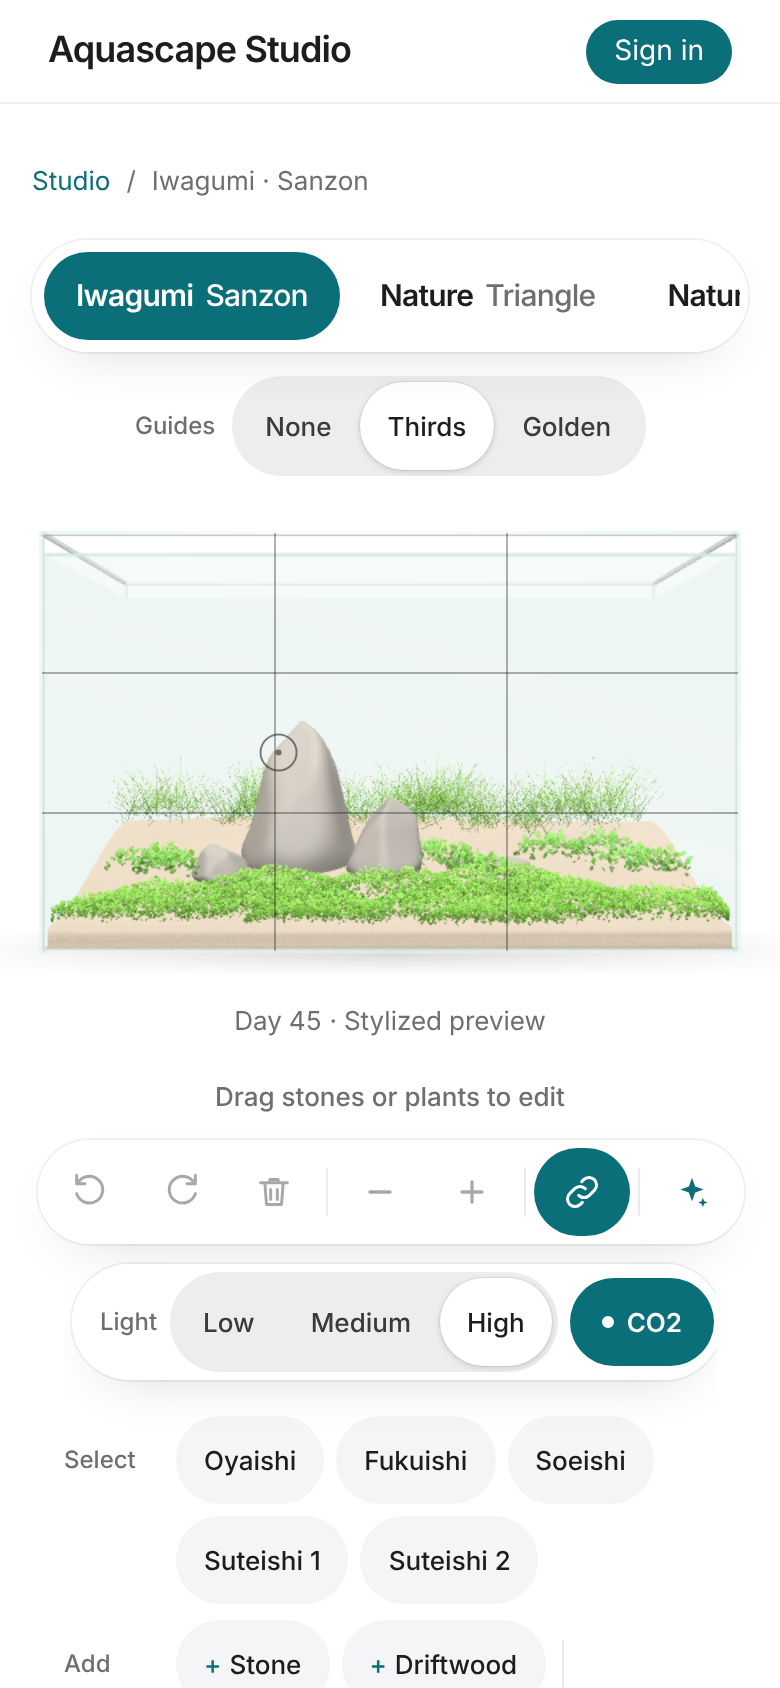 Aquascape Studio
Sign in
Studio / Iwagumi · Sanzon
Iwagumi Sanzon Nature Triangle Natur
Guides None Thirds Golden
Day 45 · Stylized preview
Drag stones or plants to edit
Light Low Medium High CO2
Select Oyaishi Fukuishi Soeishi
Suteishi 1 Suteishi 2
Add + Stone + Driftwood